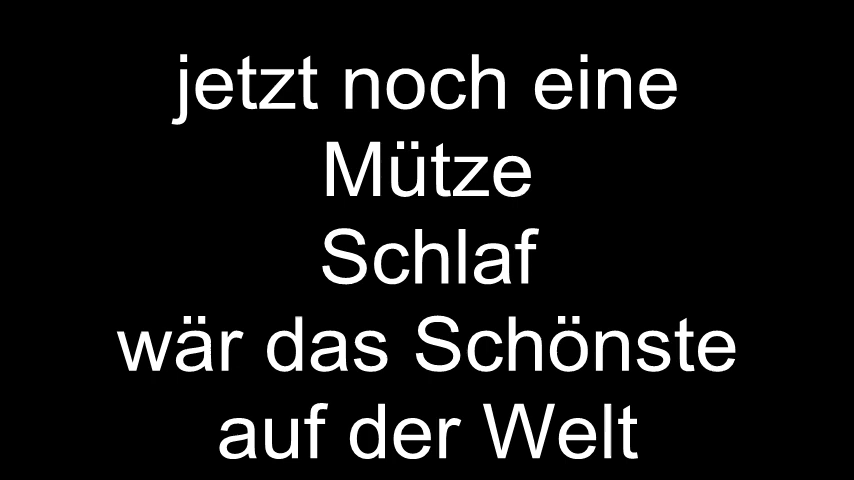 jetzt noch eine
Mütze
Schlaf
wär das Schönste
auf der Welt